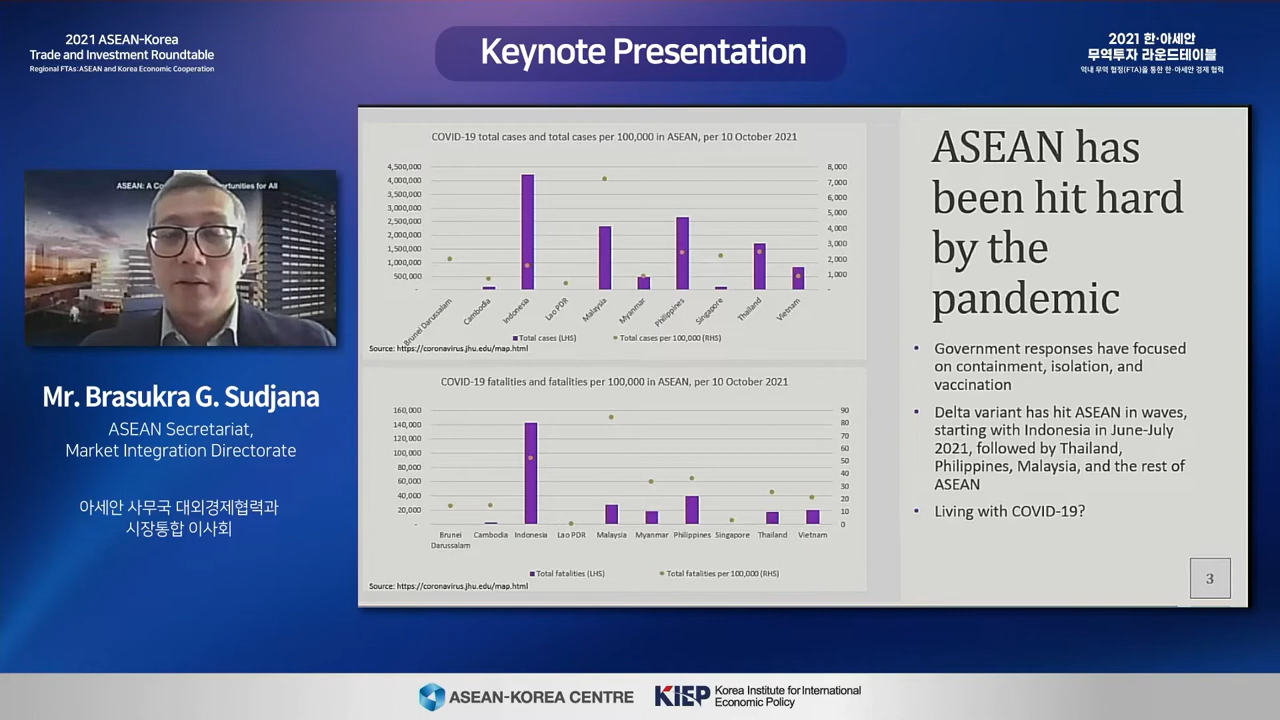 2021 ASEAN-Korea
Trade and Investment Roundtable
Regional FTAs: ASEAN and Korea Economic Cooperation
Keynote Presentation
2021 한·아세안
무역투자 라운드테이블
역내 무역 협정(FTA)을 통한 한·아세안 경제 협력
ASEAN: A Co
rtunities for All
Mr. Brasukra G. Sudjana
ASEAN Secretariat,
Market Integration Directorate
아세안 사무국 대외경제협력과
시장통합 이사회
COVID-19 total cases and total cases per 100,000 in ASEAN, per 10 October 2021
4,500,000
4,000,000
3,500,000
3,000,000
2,500,000
2,000,000
1,500,000
1,000,000
500,000
-
8,000
7,000
6,000
5,000
4,000
3,000
2,000
1,000
-
Brunei Darussalam
Cambodia
Indonesia
Lao PDR
Malaysia
Myanmar
Philippines
Singapore
Thailand
Vietnam
Total cases (LHS)
Total cases per 100,000 (RHS)
Source: https://coronavirus.jhu.edu/map.html
COVID-19 fatalities and fatalities per 100,000 in ASEAN, per 10 October 2021
160,000
140,000
120,000
100,000
80,000
60,000
40,000
20,000
-
90
80
70
60
50
40
30
20
10
0
Brunei
Darussalam
Cambodia
Indonesia
Lao PDR
Malaysia
Myanmar
Philippines
Singapore
Thailand
Vietnam
Total fatalities (LHS)
Total fatalities per 100,000 (RHS)
Source: https://coronavirus.jhu.edu/map.html
ASEAN has
been hit hard
by the
pandemic
• Government responses have focused
on containment, isolation, and
vaccination
• Delta variant has hit ASEAN in waves,
starting with Indonesia in June-July
2021, followed by Thailand,
Philippines, Malaysia, and the rest of
ASEAN
• Living with COVID-19?
3
ASEAN-KOREA CENTRE
KIEP
Korea Institute for International
Economic Policy